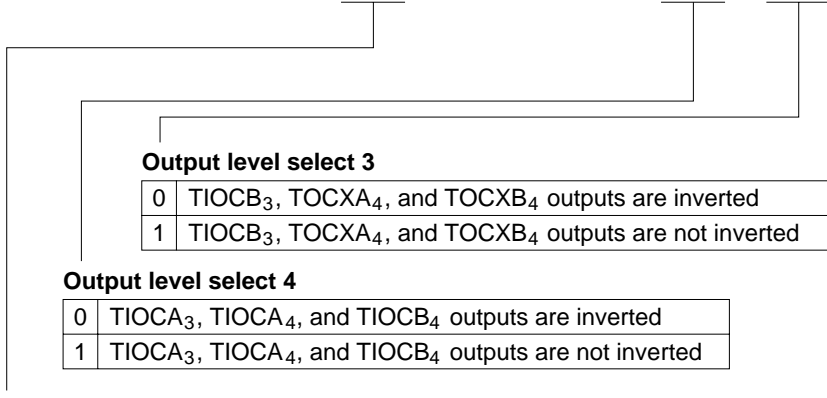 Output level select 3
0 TIOCB₃, TOCXA₄, and TOCXB₄ outputs are inverted
1 TIOCB₃, TOCXA₄, and TOCXB₄ outputs are not inverted
Output level select 4
0 TIOCA₃, TIOCA₄, and TIOCB₄ outputs are inverted
1 TIOCA₃, TIOCA₄, and TIOCB₄ outputs are not inverted